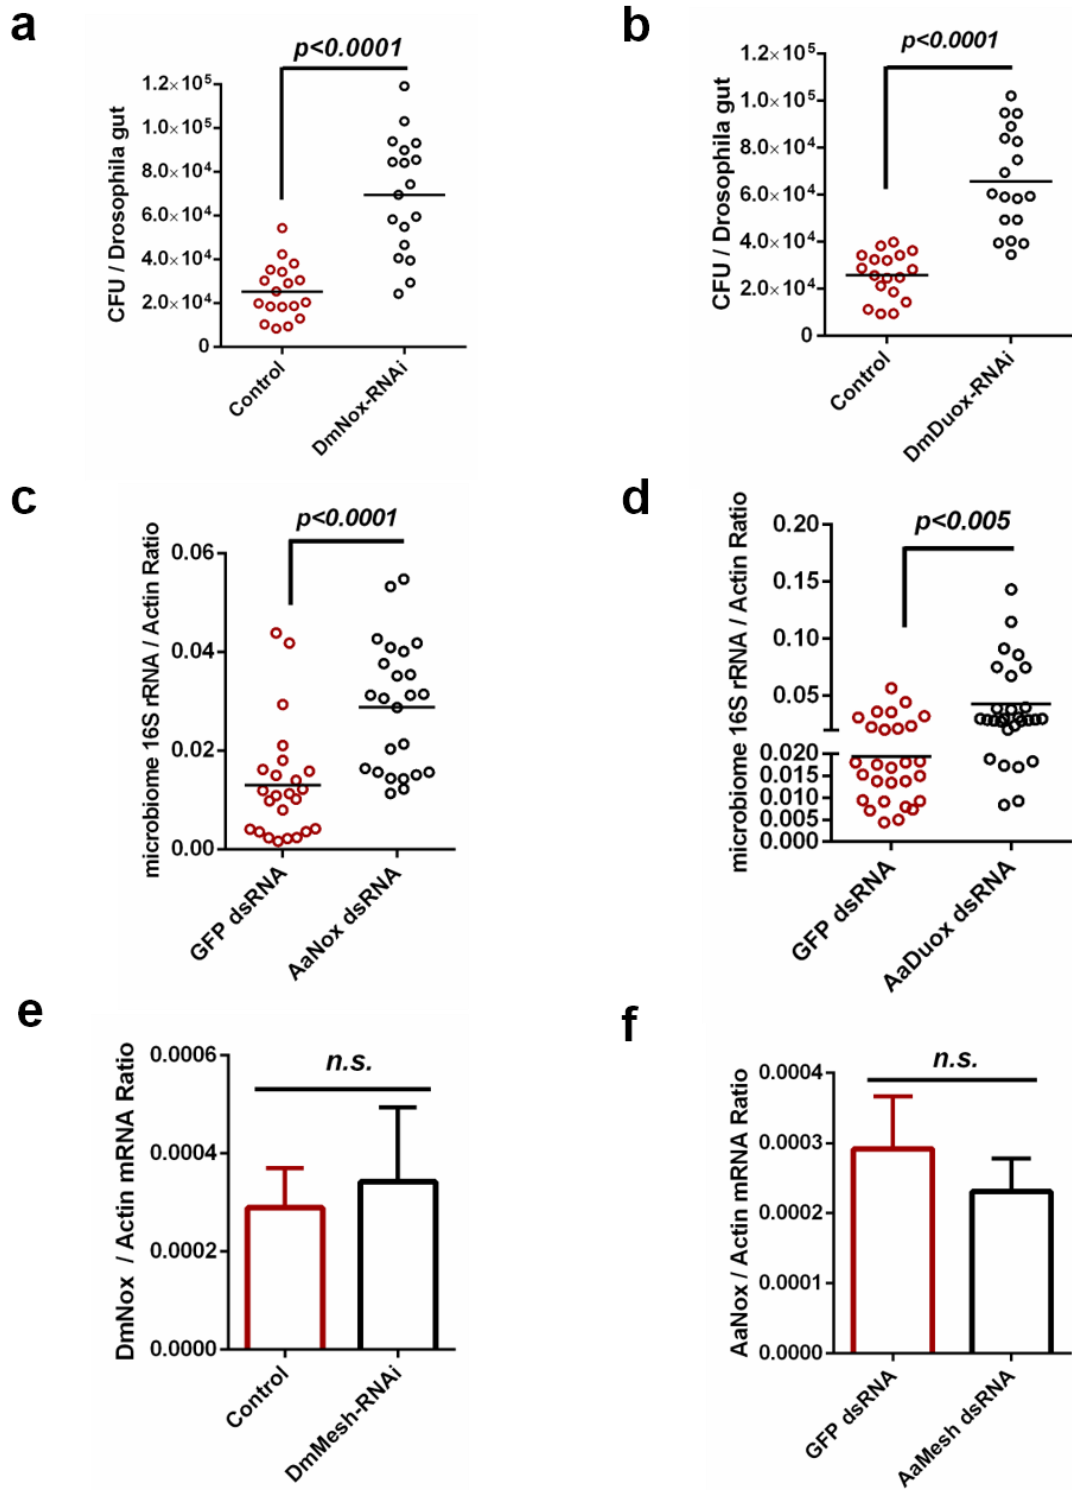 a
p<0.0001
CFU / Drosophila gut
1.2×10⁵
1.0×10⁵
8.0×10⁴
6.0×10⁴
4.0×10⁴
2.0×10⁴
0
Control
DmNox-RNAi
b
p<0.0001
CFU / Drosophila gut
1.2×10⁵
1.0×10⁵
8.0×10⁴
6.0×10⁴
4.0×10⁴
2.0×10⁴
0
Control
DmDuox-RNAi
c
p<0.0001
microbiome 16S rRNA / Actin Ratio
0.06
0.04
0.02
0.00
GFP dsRNA
AaNox dsRNA
d
p<0.005
microbiome 16S rRNA / Actin Ratio
0.20
0.15
0.10
0.05
0.020
0.015
0.010
0.005
0.000
GFP dsRNA
AaDuox dsRNA
e
n.s.
DmNox / Actin mRNA Ratio
0.0006
0.0004
0.0002
0.0000
Control
DmMesh-RNAi
f
n.s.
AaNox / Actin mRNA Ratio
0.0004
0.0003
0.0002
0.0001
0.0000
GFP dsRNA
AaMesh dsRNA